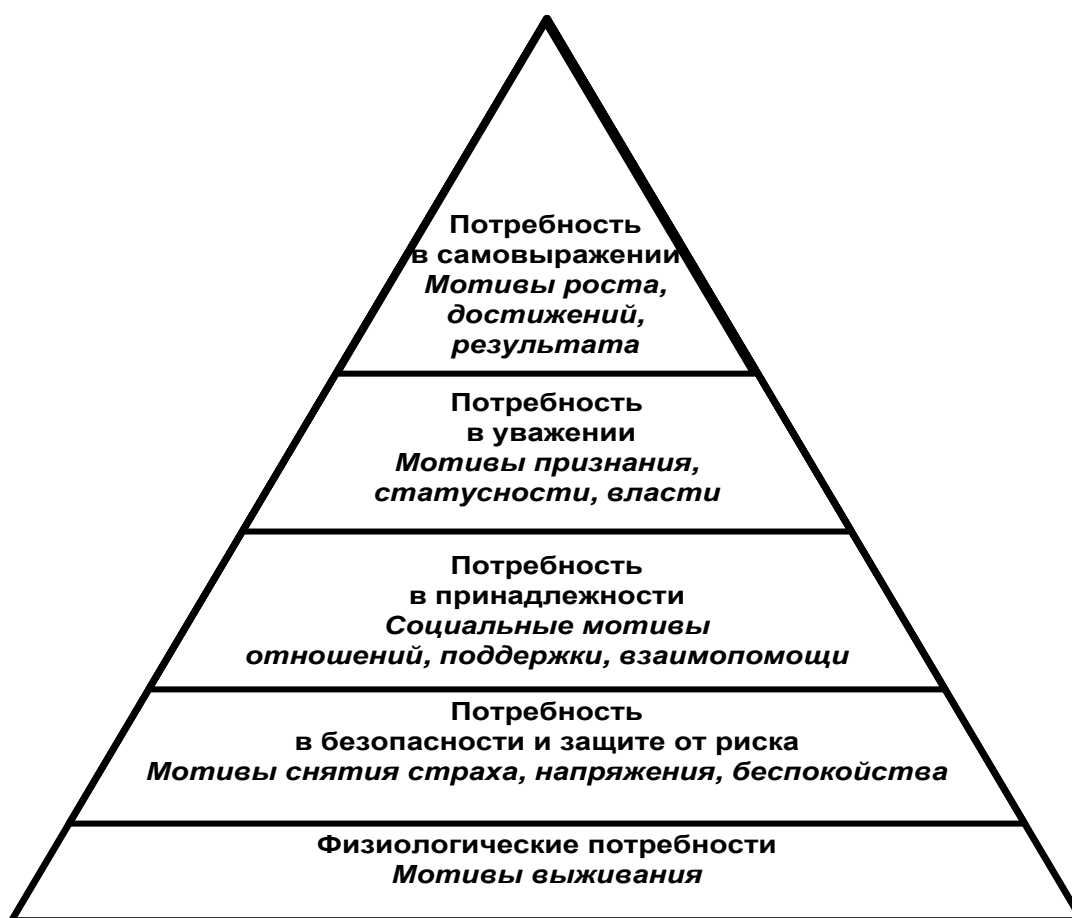 Потребность
в самовыражении
Мотивы роста,
достижений,
результата
Потребность
в уважении
Мотивы признания,
статусности, власти
Потребность
в принадлежности
Социальные мотивы
отношений, поддержки, взаимопомощи
Потребность
в безопасности и защите от риска
Мотивы снятия страха, напряжения, беспокойства
Физиологические потребности
Мотивы выживания